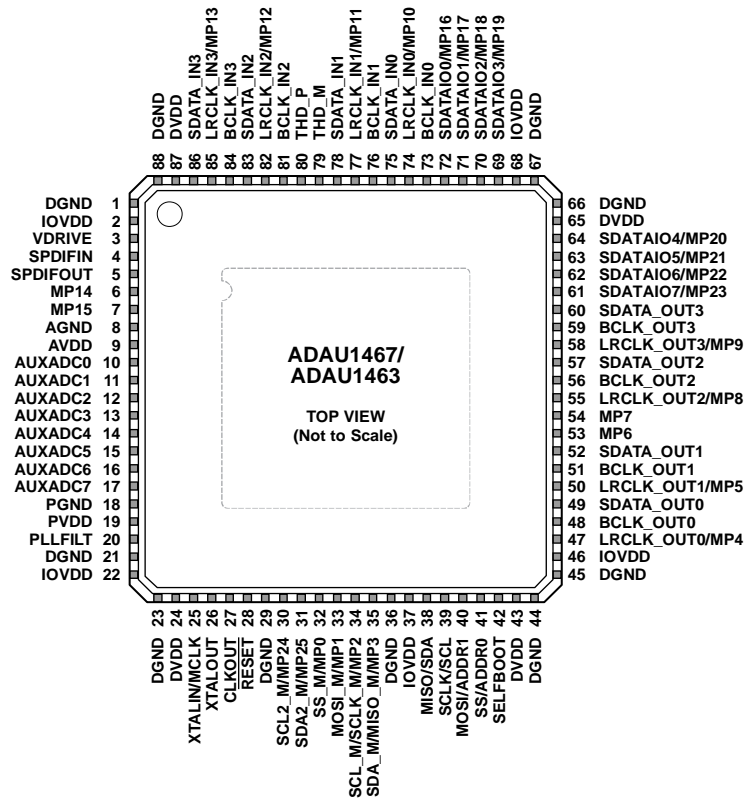 88 DGND
87 DVDD
86 SDATA_IN3
85 LRCLK_IN3/MP13
84 BCLK_IN3
83 SDATA_IN2
82 LRCLK_IN2/MP12
81 BCLK_IN2
80 THD_P
79 THD_M
78 SDATA_IN1
77 LRCLK_IN1/MP11
76 BCLK_IN1
75 SDATA_IN0
74 LRCLK_IN0/MP10
73 BCLK_IN0
72 SDATAIO0/MP16
71 SDATAIO1/MP17
70 SDATAIO2/MP18
69 SDATAIO3/MP19
68 IOVDD
67 DGND
DGND 1
IOVDD 2
VDRIVE 3
SPDIFIN 4
SPDIFOUT 5
MP14 6
MP15 7
AGND 8
AVDD 9
AUXADC0 10
AUXADC1 11
AUXADC2 12
AUXADC3 13
AUXADC4 14
AUXADC5 15
AUXADC6 16
AUXADC7 17
PGND 18
PVDD 19
PLLFILT 20
DGND 21
IOVDD 22
ADAU1467/
ADAU1463
TOP VIEW
(Not to Scale)
66 DGND
65 DVDD
64 SDATAIO4/MP20
63 SDATAIO5/MP21
62 SDATAIO6/MP22
61 SDATAIO7/MP23
60 SDATA_OUT3
59 BCLK_OUT3
58 LRCLK_OUT3/MP9
57 SDATA_OUT2
56 BCLK_OUT2
55 LRCLK_OUT2/MP8
54 MP7
53 MP6
52 SDATA_OUT1
51 BCLK_OUT1
50 LRCLK_OUT1/MP5
49 SDATA_OUT0
48 BCLK_OUT0
47 LRCLK_OUT0/MP4
46 IOVDD
45 DGND
DGND 23
DVDD 24
XTALIN/MCLK 25
XTALOUT 26
CLKOUT 27
RESET 28
DGND 29
SCL2_M/MP24 30
SDA2_M/MP25 31
SS_M/MP0 32
MOSI_M/MP1 33
SCL_M/SCLK_M/MP2 34
SDA_M/MISO_M/MP3 35
DGND 36
IOVDD 37
MISO/SDA 38
SCLK/SCL 39
MOSI/ADDR1 40
SS/ADDR0 41
SELFBOOT 42
DVDD 43
DGND 44